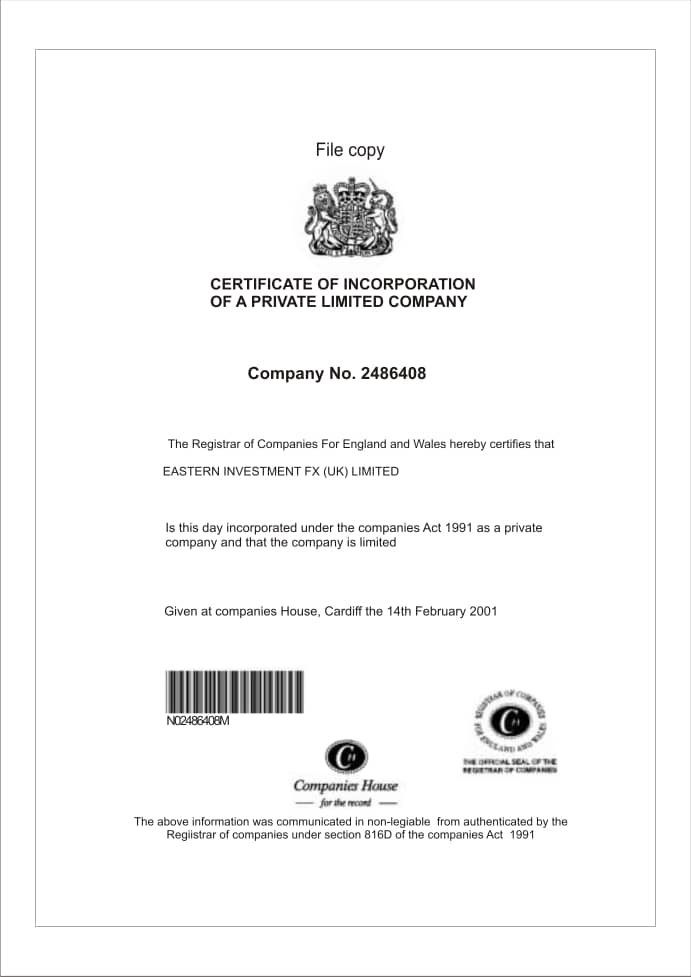 File copy
CERTIFICATE OF INCORPORATION
OF A PRIVATE LIMITED COMPANY
Company No. 2486408
The Registrar of Companies For England and Wales hereby certifies that
EASTERN INVESTMENT FX (UK) LIMITED
Is this day incorporated under the companies Act 1991 as a private
company and that the company is limited
Given at companies House, Cardiff the 14th February 2001
N02486408M
REGISTRAR OF COMPANIES
FOR ENGLAND AND WALES
THE OFFICIAL SEAL OF THE
REGISTRAR OF COMPANIES
Companies House
for the record
The above information was communicated in non-legiable from authenticated by the
Regiistrar of companies under section 816D of the companies Act 1991